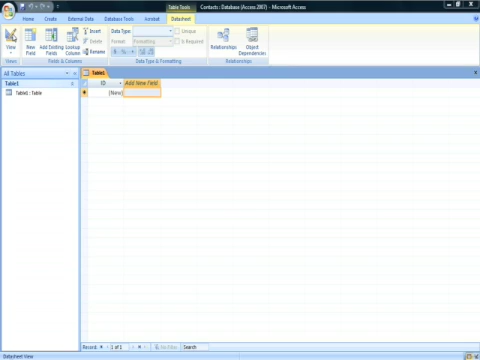 Table Tools
Contacts : Database (Access 2007) - Microsoft Access
Home Create External Data Database Tools Acrobat Datasheet
View
New Field
Add Existing Fields
Lookup Column
Insert
Delete
Rename
Data Type:
Format: Formatting
Unique
Is Required
Relationships
Object Dependencies
Views Fields & Columns Data Type & Formatting Relationships
All Tables
Table1
Table1 : Table
Table1
ID Add New Field
(New)
Record: 1 of 1 No Filter Search
Datasheet View